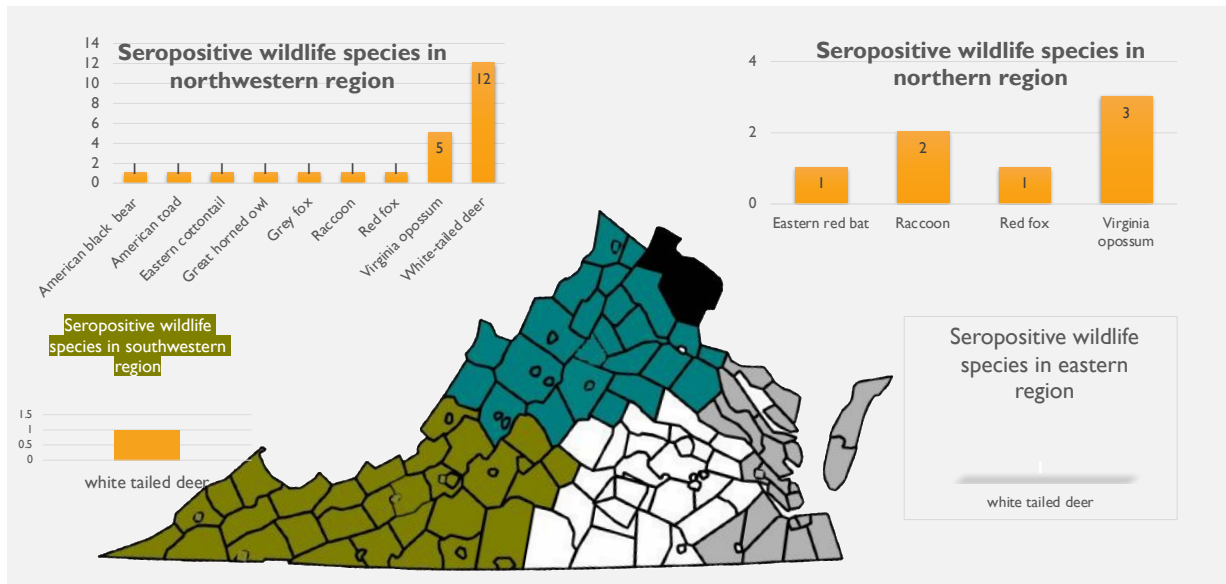 Seropositive wildlife species in
northwestern region
14
12
10
8
6
4
2
0
1
1
1
1
1
1
1
5
12
American black bear
American toad
Eastern cottontail
Great horned owl
Grey fox
Raccoon
Red fox
Virginia opossum
White-tailed deer
Seropositive wildlife species in
northern region
4
2
0
1
2
1
3
Eastern red bat
Raccoon
Red fox
Virginia
opossum
Seropositive wildlife
species in southwestern
region
1.5
1
0.5
0
white tailed deer
Seropositive wildlife
species in eastern
region
1
white tailed deer